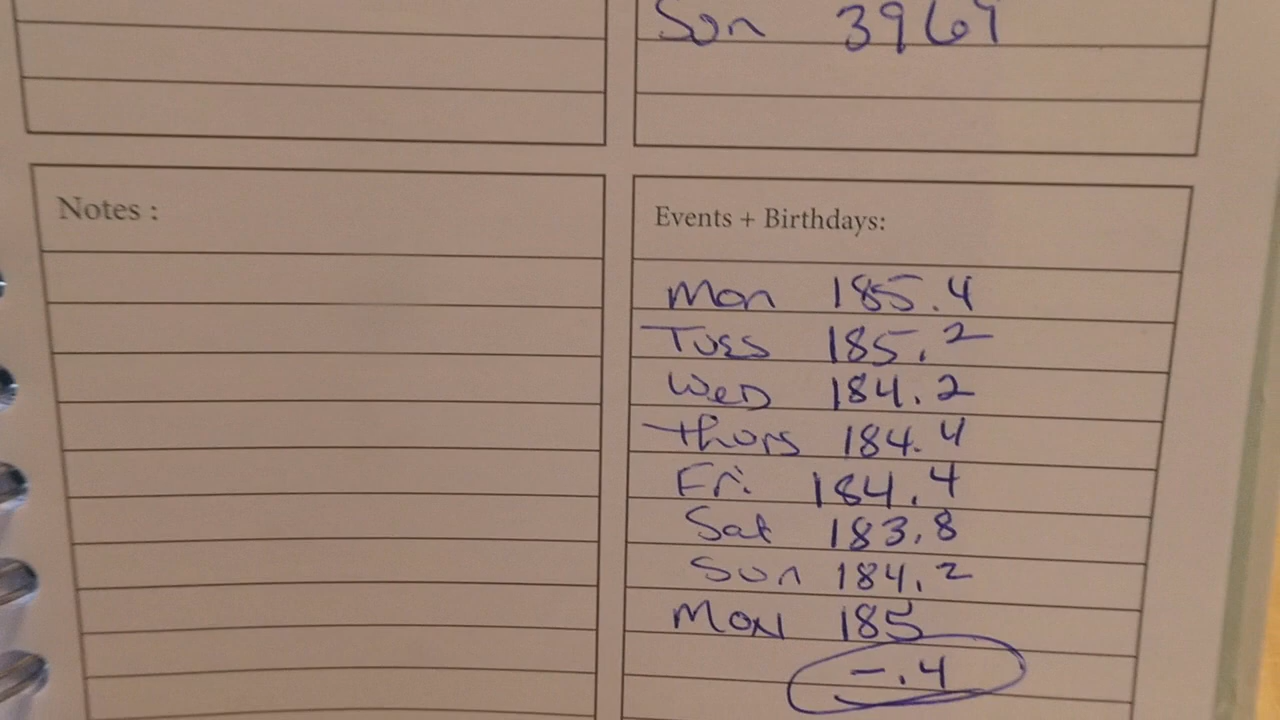 Sun 3969
Notes :
Events + Birthdays:
Mon 185.4
Tues 185.2
Wed 184.2
Thurs 184.4
Fri. 184.4
Sat 183.8
Sun 184.2
Mon 185
-.4